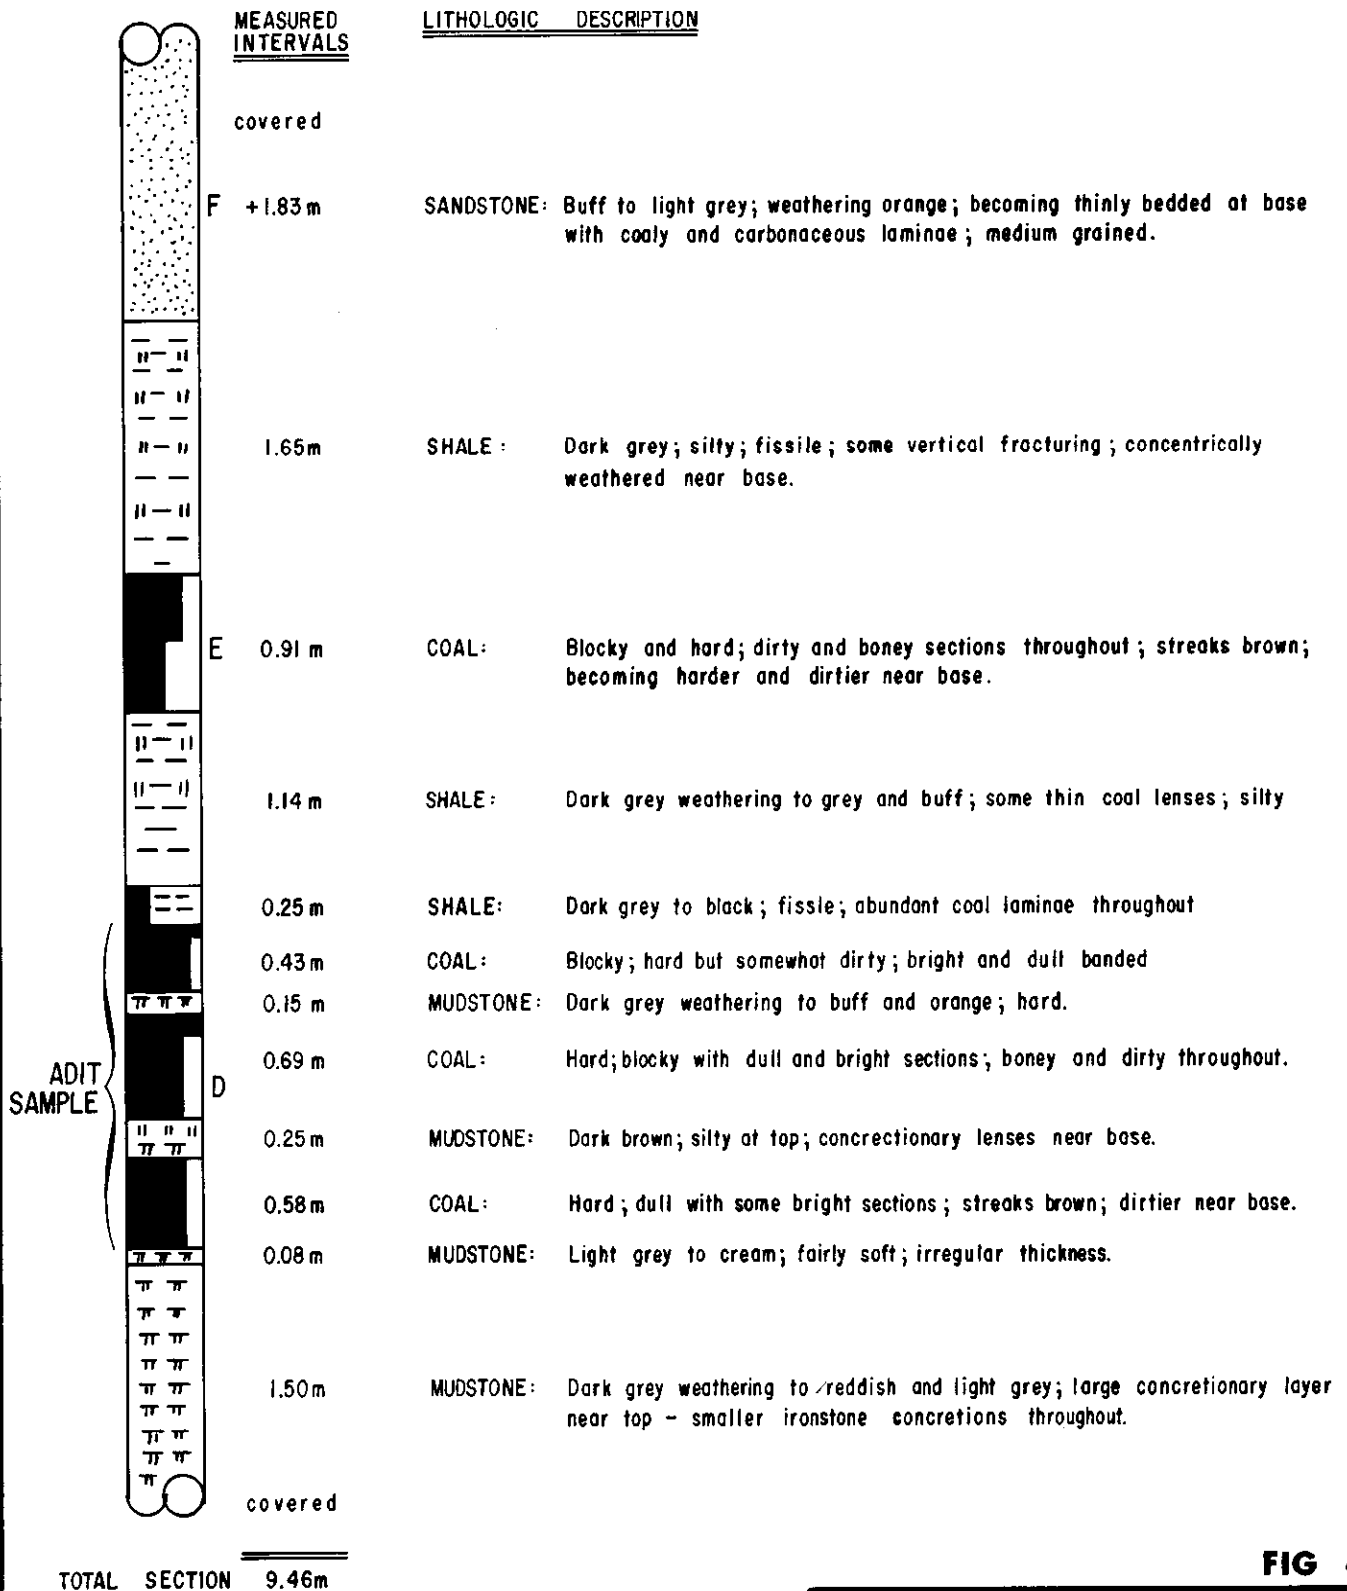 MEASURED INTERVALS LITHOLOGIC DESCRIPTION
covered
F +1.83 m SANDSTONE: Buff to light grey; weathering orange; becoming thinly bedded at base
with coaly and carbonaceous laminae; medium grained.
1.65m SHALE: Dark grey; silty; fissile; some vertical fracturing; concentrically
weathered near base.
E 0.91 m COAL: Blocky and hard; dirty and boney sections throughout; streaks brown;
becoming harder and dirtier near base.
1.14 m SHALE: Dark grey weathering to grey and buff; some thin coal lenses; silty
0.25 m SHALE: Dark grey to black; fissle; abundant coal laminae throughout
0.43 m COAL: Blocky; hard but somewhat dirty; bright and dull banded
0.15 m MUDSTONE: Dark grey weathering to buff and orange; hard.
0.69 m COAL: Hard; blocky with dull and bright sections; boney and dirty throughout.
ADIT SAMPLE D
0.25 m MUDSTONE: Dark brown; silty at top; concrectionary lenses near base.
0.58 m COAL: Hard; dull with some bright sections; streaks brown; dirtier near base.
0.08 m MUDSTONE: Light grey to cream; fairly soft; irregular thickness.
1.50m MUDSTONE: Dark grey weathering to reddish and light grey; large concretionary layer
near top - smaller ironstone concretions throughout.
covered
TOTAL SECTION 9.46m
FIG